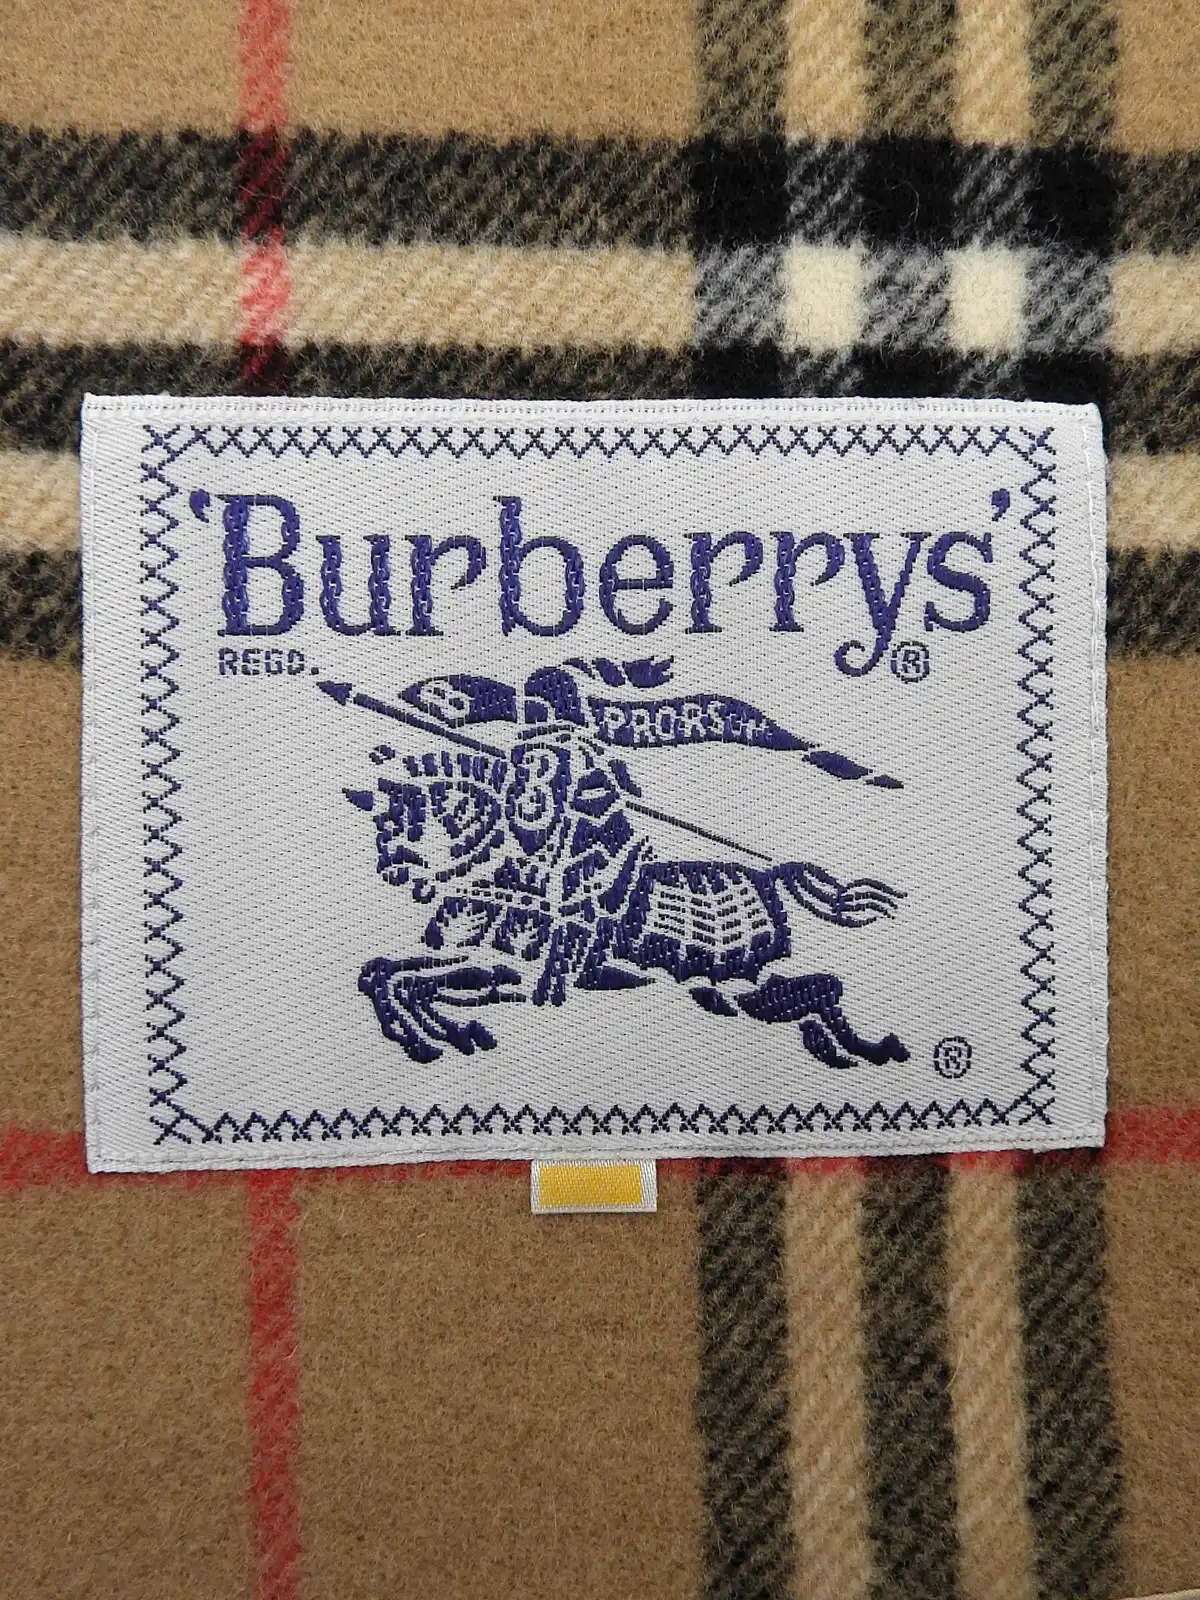 'Burberrys'®
REGD.
PRORSUM
B
®